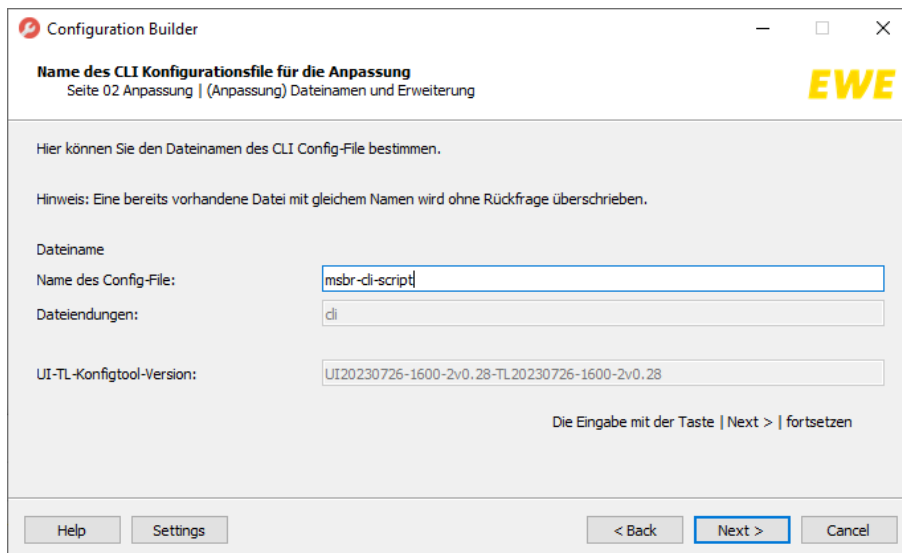 Configuration Builder
Name des CLI Konfigurationsfile für die Anpassung
Seite 02 Anpassung | (Anpassung) Dateinamen und Erweiterung
EWE
Hier können Sie den Dateinamen des CLI Config-File bestimmen.
Hinweis: Eine bereits vorhandene Datei mit gleichem Namen wird ohne Rückfrage überschrieben.
Dateiname
Name des Config-File: msbr-cli-script
Dateiendungen: cli
UI-TL-Konfigtool-Version: UI20230726-1600-2v0.28-TL20230726-1600-2v0.28
Die Eingabe mit der Taste | Next > | fortsetzen
Help Settings < Back Next > Cancel